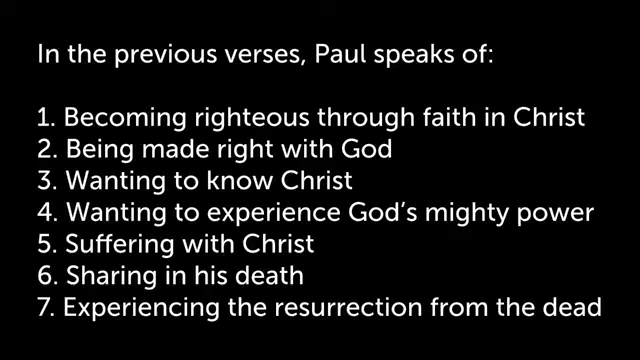 In the previous verses, Paul speaks of:
1. Becoming righteous through faith in Christ
2. Being made right with God
3. Wanting to know Christ
4. Wanting to experience God’s mighty power
5. Suffering with Christ
6. Sharing in his death
7. Experiencing the resurrection from the dead